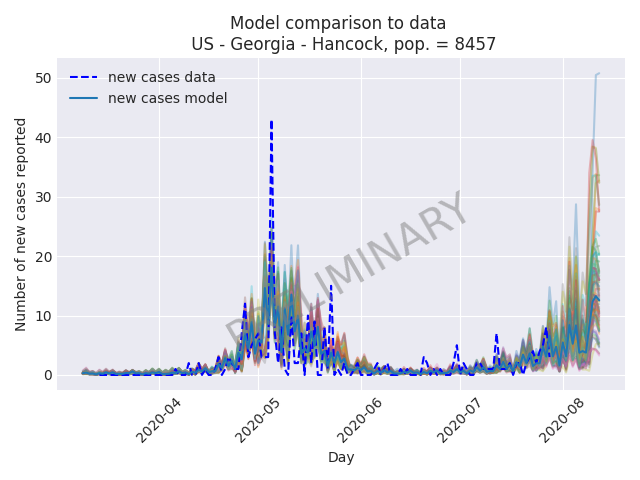 Model comparison to data
US - Georgia - Hancock, pop. = 8457
new cases data
new cases model
PRELIMINARY
Number of new cases reported
50
40
30
20
10
0
2020-04
2020-05
2020-06
2020-07
2020-08
Day